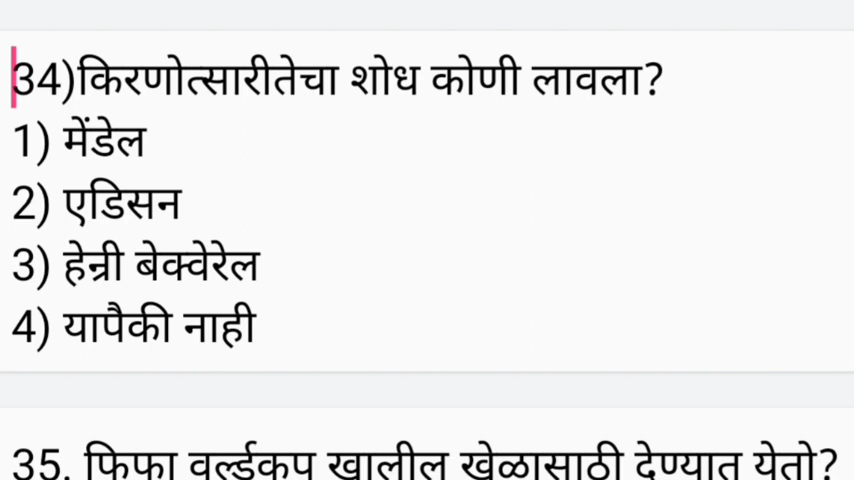 34)किरणोत्सारीतेचा शोध कोणी लावला?
1) मेंडेल
2) एडिसन
3) हेन्री बेक्वेरेल
4) यापैकी नाही
35. फिफा वर्ल्डकप खालील खेळासाठी देण्यात येतो?